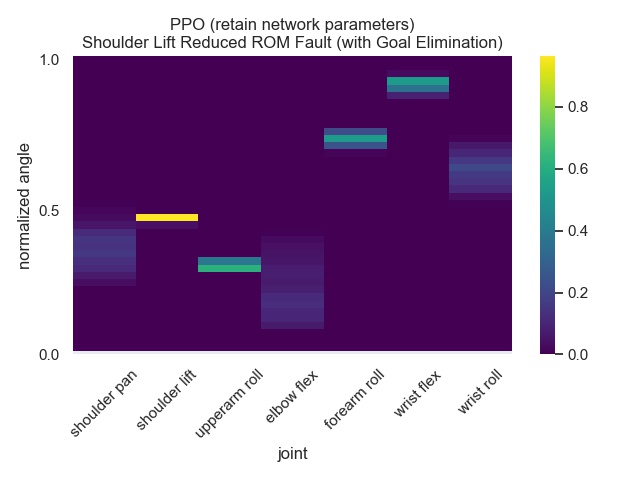 PPO (retain network parameters)
Shoulder Lift Reduced ROM Fault (with Goal Elimination)
1.0
0.5
0.0
normalized angle
shoulder pan
shoulder lift
upperarm roll
elbow flex
forearm roll
wrist flex
wrist roll
joint
0.8
0.6
0.4
0.2
0.0